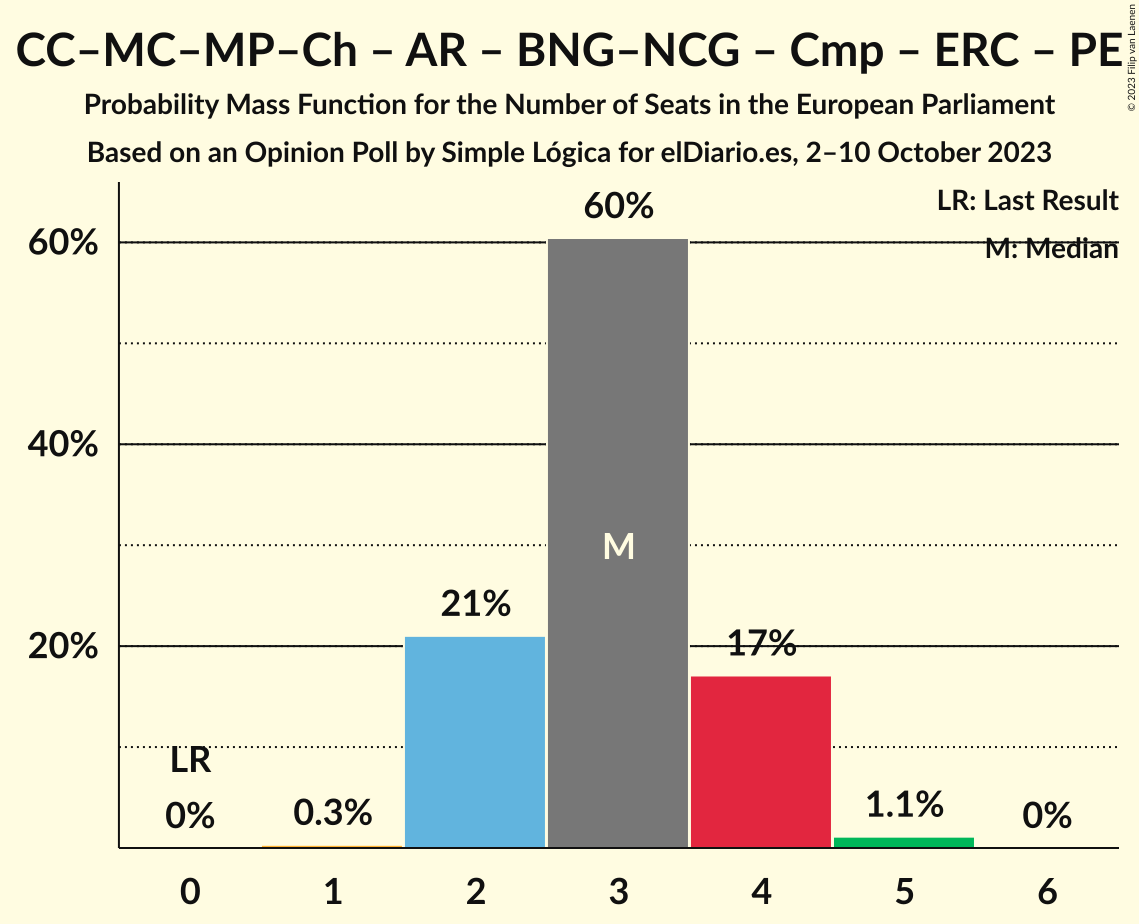 CC–MC–MP–Ch – AR – BNG–NCG – Cmp – ERC – PE
Probability Mass Function for the Number of Seats in the European Parliament
Based on an Opinion Poll by Simple Lógica for elDiario.es, 2–10 October 2023
© 2023 Filip van Laenen
LR: Last Result
M: Median
60%
40%
20%
LR
0%
0.3%
21%
60%
M
17%
1.1%
0%
0 1 2 3 4 5 6